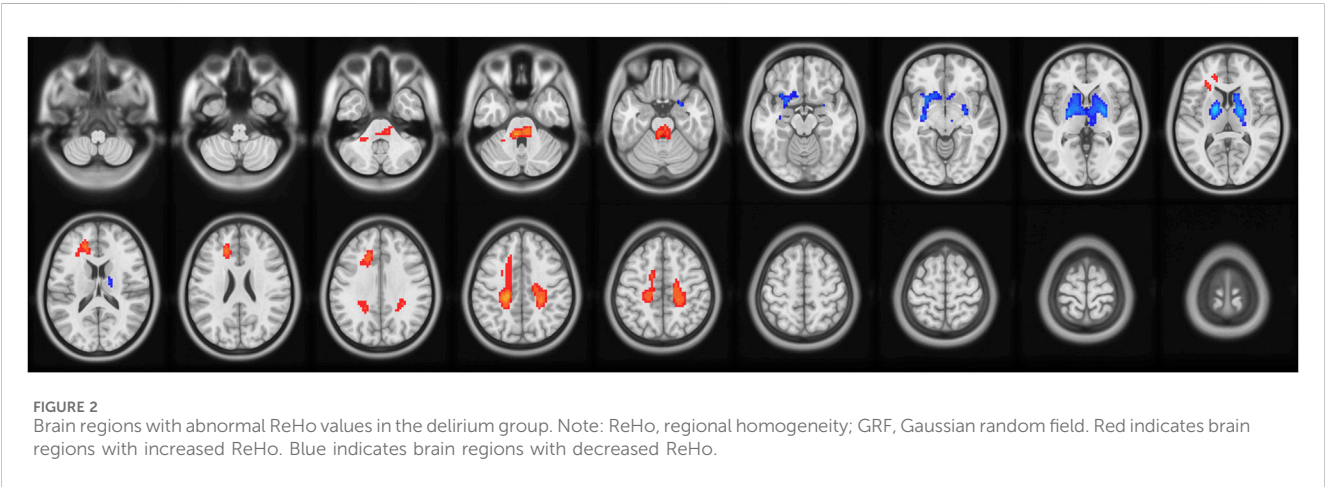 FIGURE 2
Brain regions with abnormal ReHo values in the delirium group. Note: ReHo, regional homogeneity; GRF, Gaussian random field. Red indicates brain
regions with increased ReHo. Blue indicates brain regions with decreased ReHo.